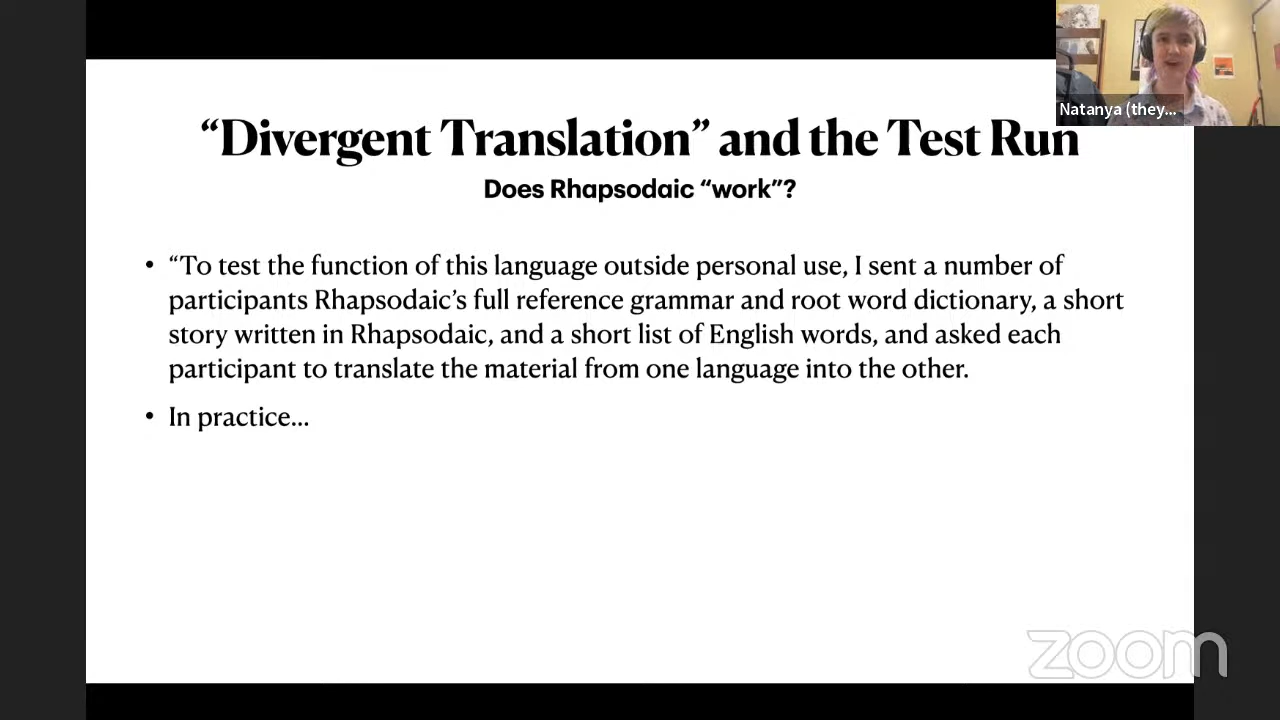 Natanya (they...
“Divergent Translation” and the Test Run
Does Rhapsodaic “work”?
• “To test the function of this language outside personal use, I sent a number of
participants Rhapsodaic’s full reference grammar and root word dictionary, a short
story written in Rhapsodaic, and a short list of English words, and asked each
participant to translate the material from one language into the other.
• In practice...
zoom